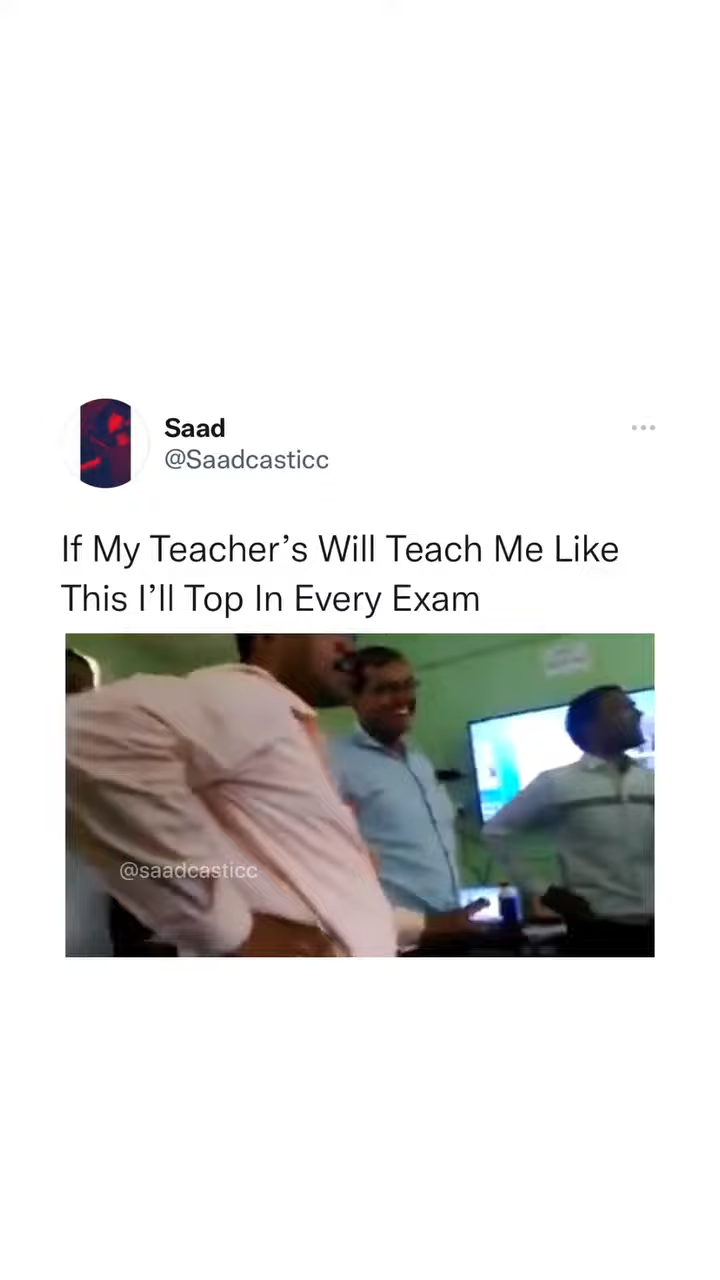 Saad
@Saadcasticc
If My Teacher’s Will Teach Me Like
This I’ll Top In Every Exam
@saadcasticc